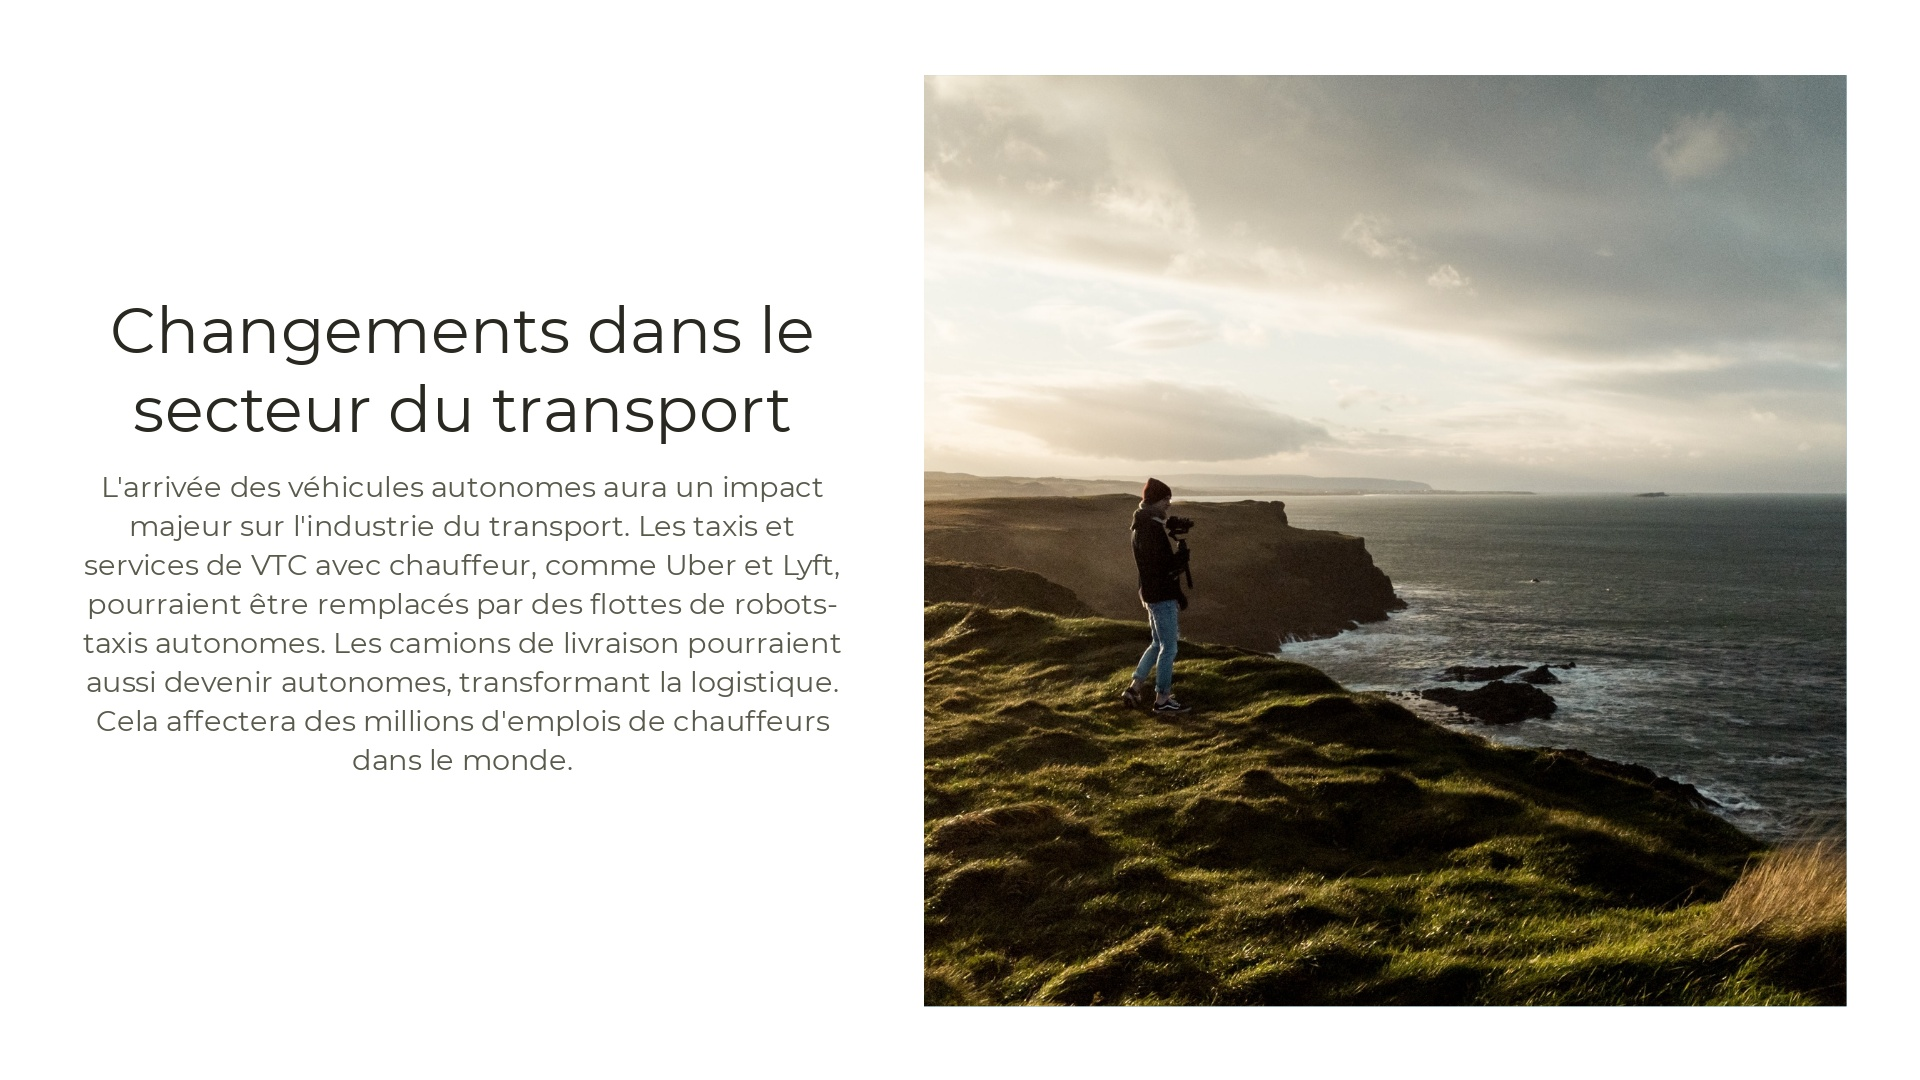 Changements dans le
secteur du transport
L'arrivée des véhicules autonomes aura un impact
majeur sur l'industrie du transport. Les taxis et
services de VTC avec chauffeur, comme Uber et Lyft,
pourraient être remplacés par des flottes de robots-
taxis autonomes. Les camions de livraison pourraient
aussi devenir autonomes, transformant la logistique.
Cela affectera des millions d'emplois de chauffeurs
dans le monde.